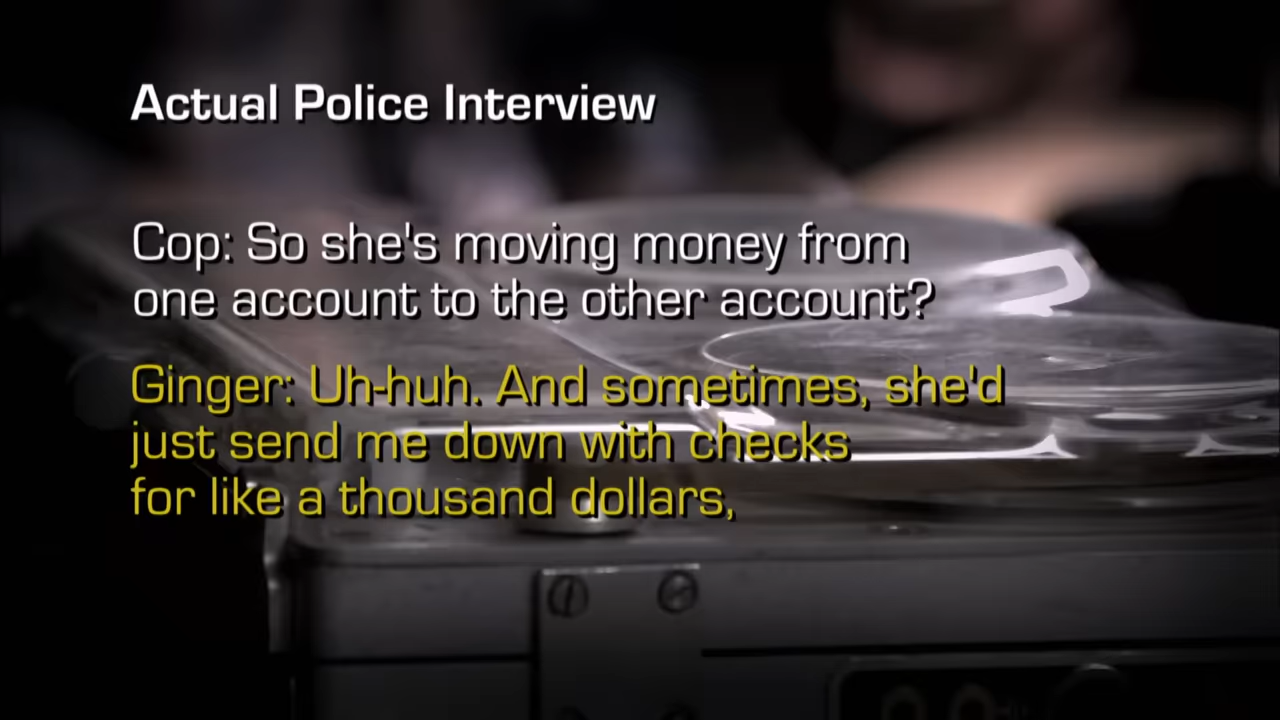 Actual Police Interview
Cop: So she's moving money from
one account to the other account?
Ginger: Uh-huh. And sometimes, she'd
just send me down with checks
for like a thousand dollars,